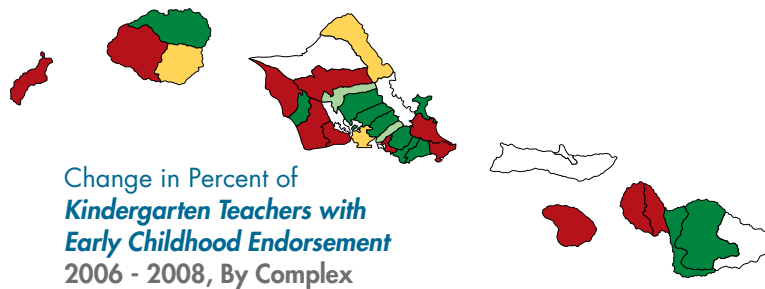 Change in Percent of
Kindergarten Teachers with
Early Childhood Endorsement
2006 - 2008, By Complex